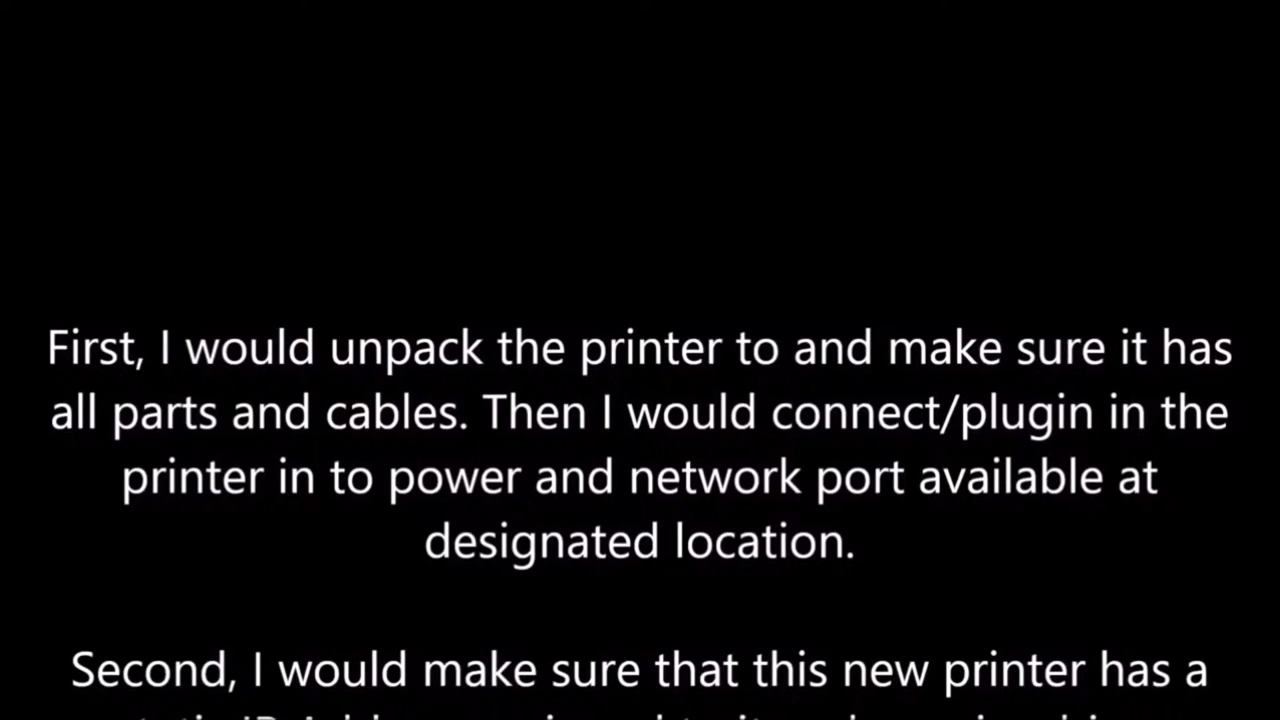 First, I would unpack the printer to and make sure it has
all parts and cables. Then I would connect/plugin in the
printer in to power and network port available at
designated location.
Second, I would make sure that this new printer has a